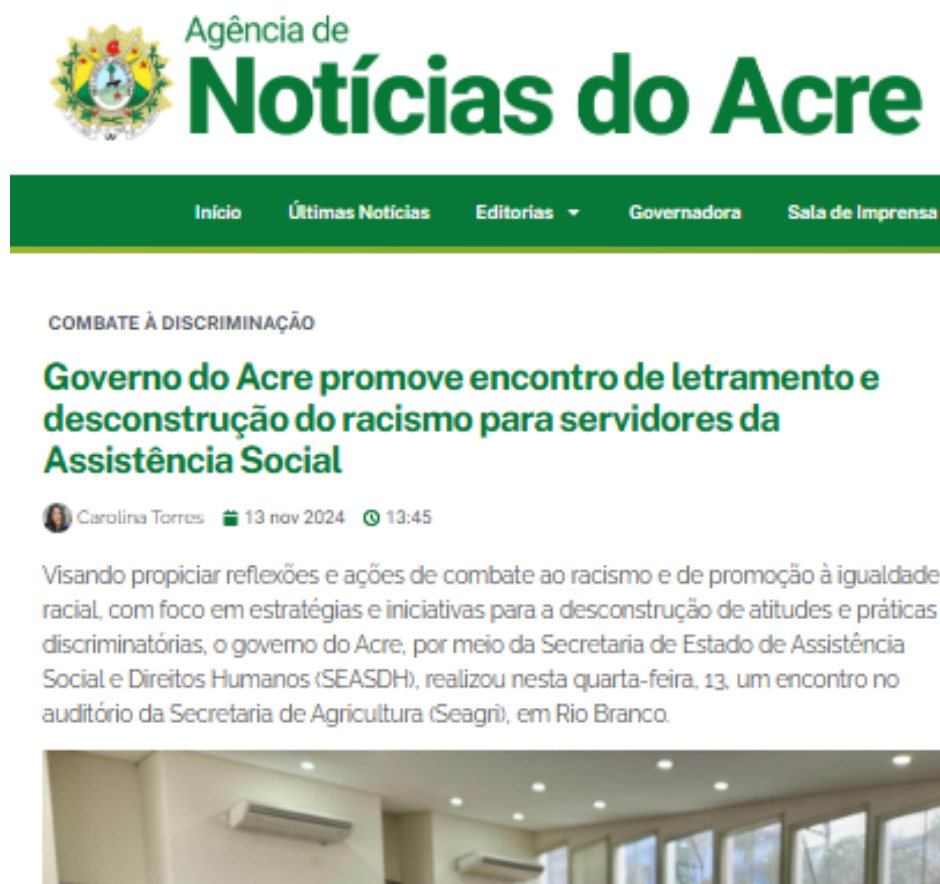 Agência de
Notícias do Acre
Início Últimas Notícias Editorias Governadora Sala de Imprensa
COMBATE À DISCRIMINAÇÃO
Governo do Acre promove encontro de letramento e
desconstrução do racismo para servidores da
Assistência Social
Carolina Torres 13 nov 2024 13:45
Visando propiciar reflexões e ações de combate ao racismo e de promoção à igualdade
racial, com foco em estratégias e iniciativas para a desconstrução de atitudes e práticas
discriminatórias, o governo do Acre, por meio da Secretaria de Estado de Assistência
Social e Direitos Humanos (SEASDH), realizou nesta quarta-feira, 13, um encontro no
auditório da Secretaria de Agricultura (Seagri), em Rio Branco.